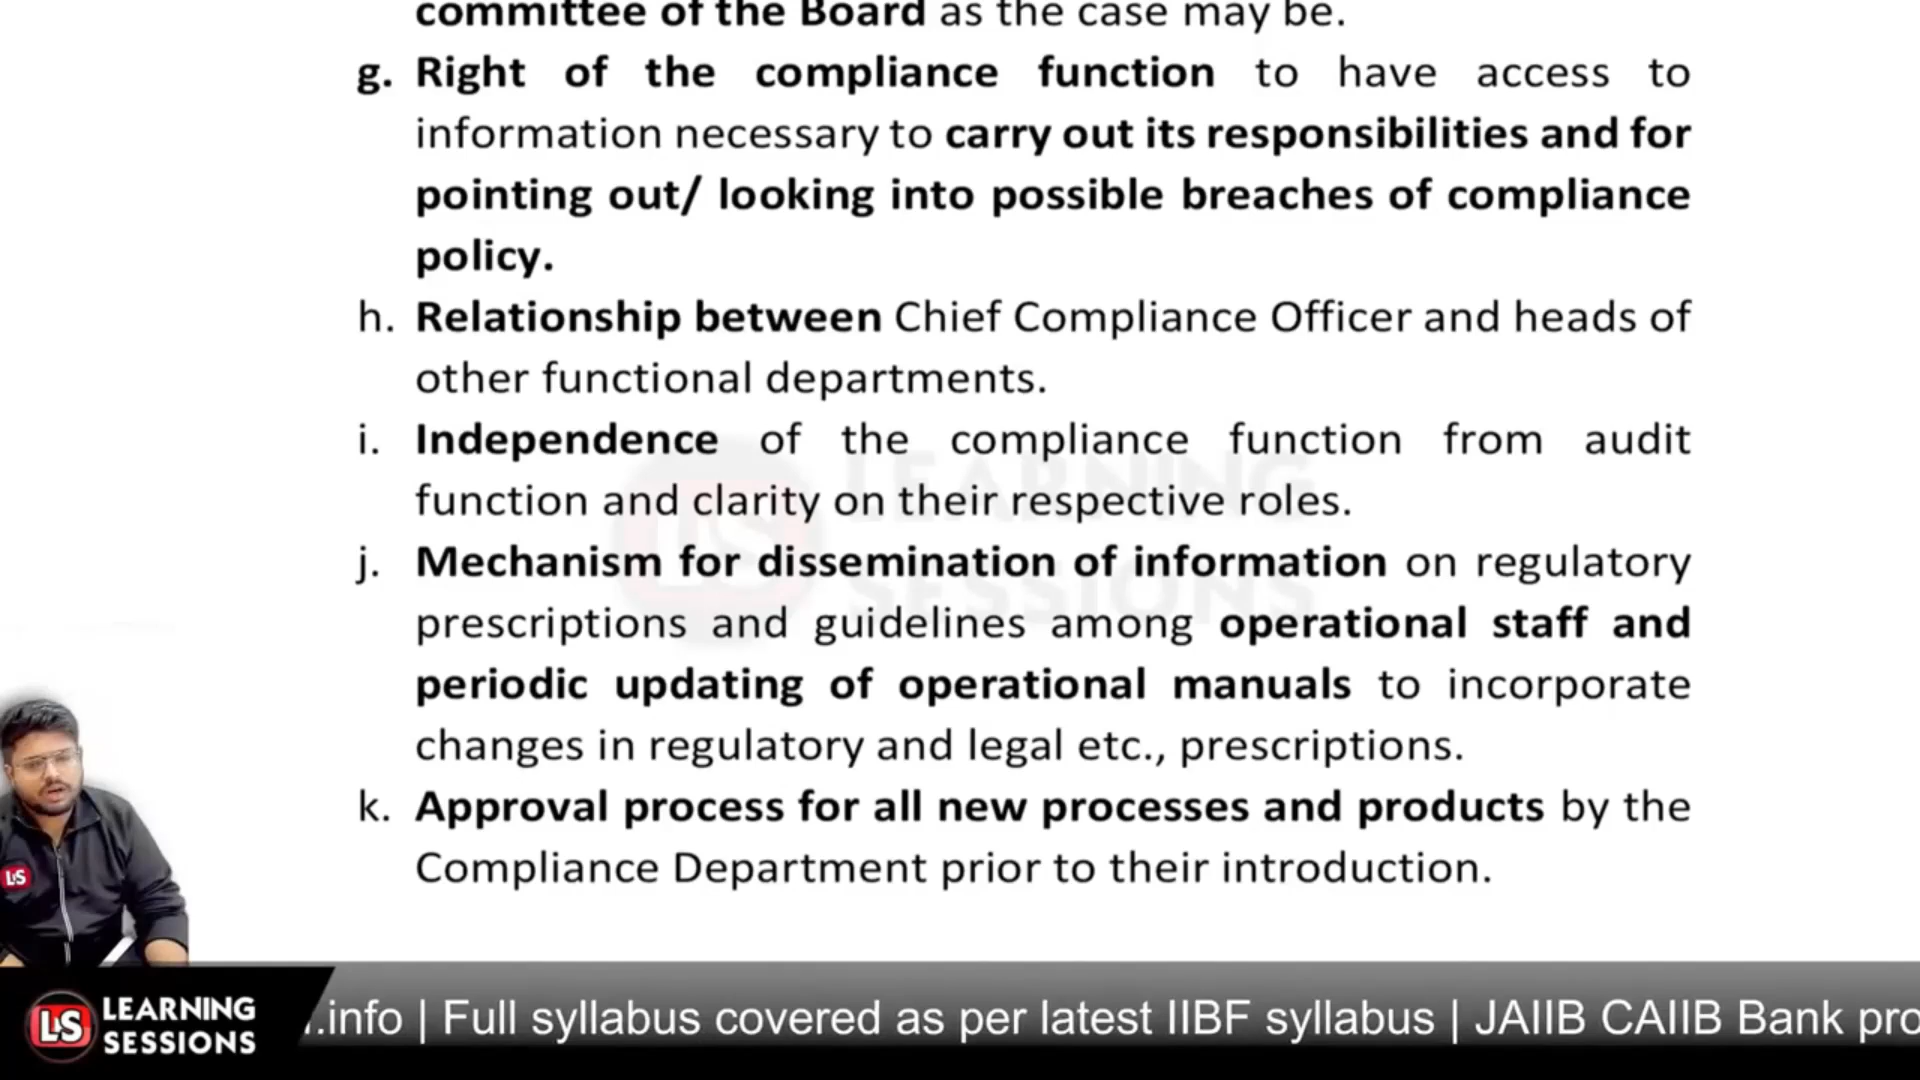 committee of the Board as the case may be.
g. Right of the compliance function to have access to
information necessary to carry out its responsibilities and for
pointing out/ looking into possible breaches of compliance
policy.
h. Relationship between Chief Compliance Officer and heads of
other functional departments.
i. Independence of the compliance function from audit
function and clarity on their respective roles.
j. Mechanism for dissemination of information on regulatory
prescriptions and guidelines among operational staff and
periodic updating of operational manuals to incorporate
changes in regulatory and legal etc., prescriptions.
k. Approval process for all new processes and products by the
Compliance Department prior to their introduction.
LS LEARNING
SESSIONS
LS
LS LEARNING
SESSIONS
.info | Full syllabus covered as per latest IIBF syllabus | JAIIB CAIIB Bank pro